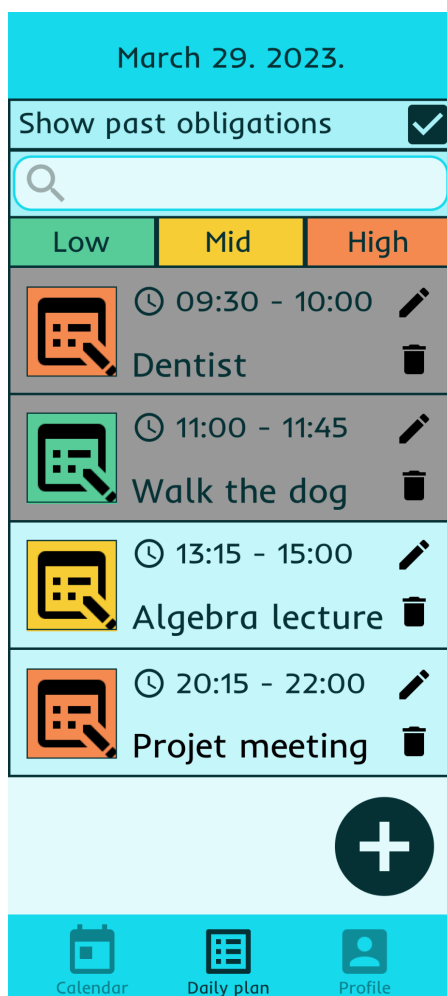 March 29. 2023.
Show past obligations
Low Mid High
09:30 - 10:00
Dentist
11:00 - 11:45
Walk the dog
13:15 - 15:00
Algebra lecture
20:15 - 22:00
Projet meeting
Calendar Daily plan Profile